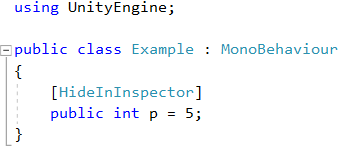 using UnityEngine;
public class Example : MonoBehaviour
{
[HideInInspector]
public int p = 5;
}